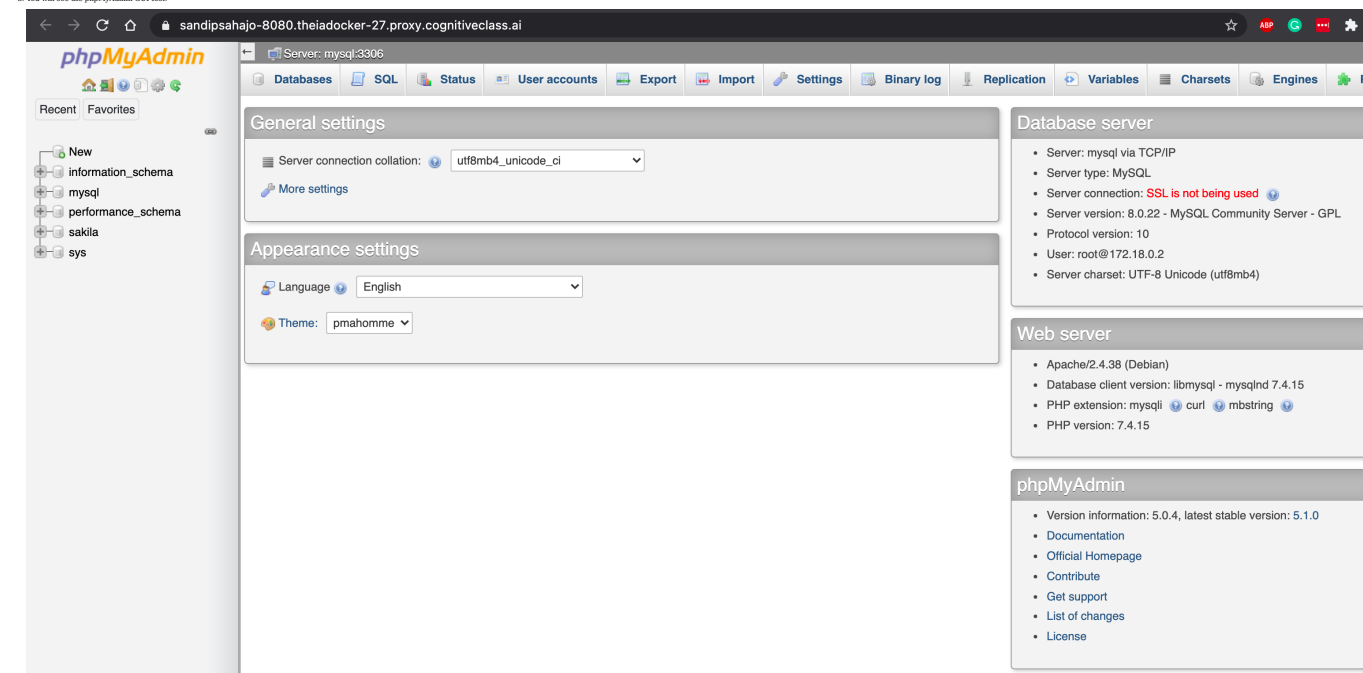 sandipsahajo-8080.theiadocker-27.proxy.cognitiveclass.ai
ABP
phpMyAdmin
Recent Favorites
New
information_schema
mysql
performance_schema
sakila
sys
Server: mysql:3306
Databases SQL Status User accounts Export Import Settings Binary log Replication Variables Charsets Engines
General settings
Server connection collation: utf8mb4_unicode_ci
More settings
Appearance settings
Language English
Theme: pmahomme
Database server
Server: mysql via TCP/IP
Server type: MySQL
Server connection: SSL is not being used
Server version: 8.0.22 - MySQL Community Server - GPL
Protocol version: 10
User: root@172.18.0.2
Server charset: UTF-8 Unicode (utf8mb4)
Web server
Apache/2.4.38 (Debian)
Database client version: libmysql - mysqlnd 7.4.15
PHP extension: mysqli curl mbstring
PHP version: 7.4.15
phpMyAdmin
Version information: 5.0.4, latest stable version: 5.1.0
Documentation
Official Homepage
Contribute
Get support
List of changes
License